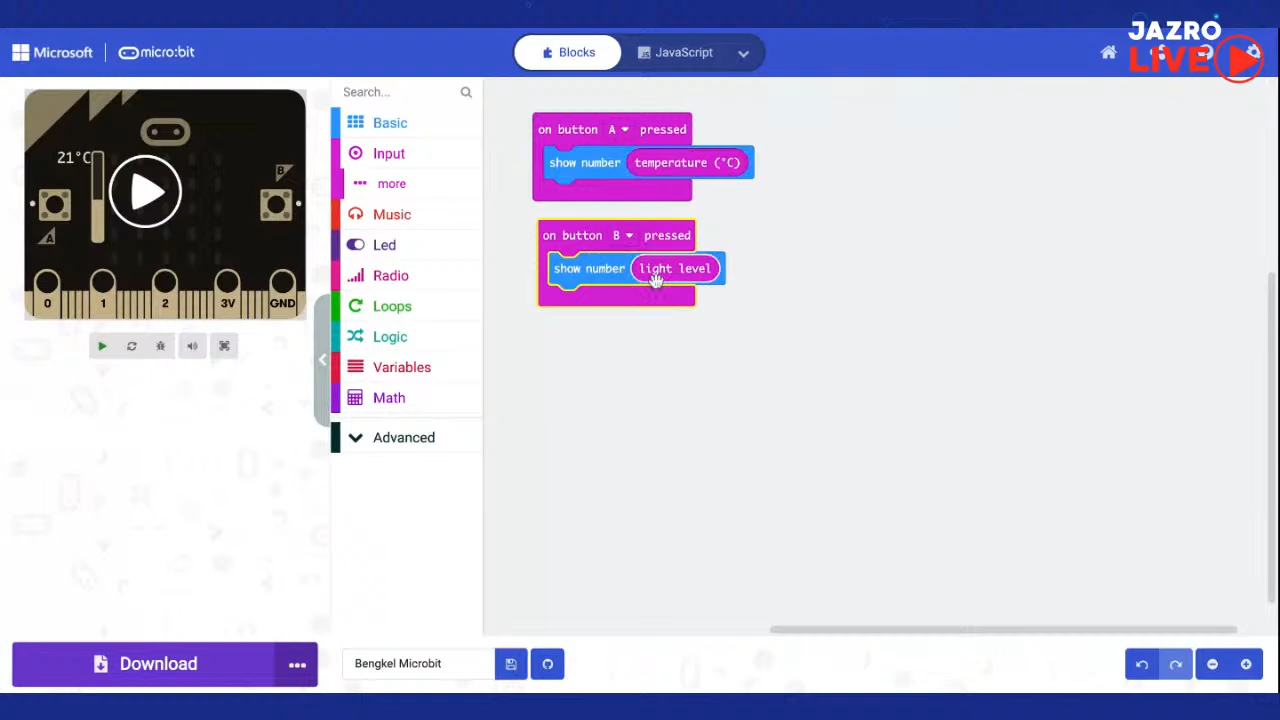 JAZRO
LIVE
Microsoft
micro:bit
Blocks
JavaScript
21°C
A
B
0
1
2
3V
GND
Search...
Basic
Input
more
Music
Led
Radio
Loops
Logic
Variables
Math
Advanced
on button A pressed
show number temperature (°C)
on button B pressed
show number light level
Download
Bengkel Microbit